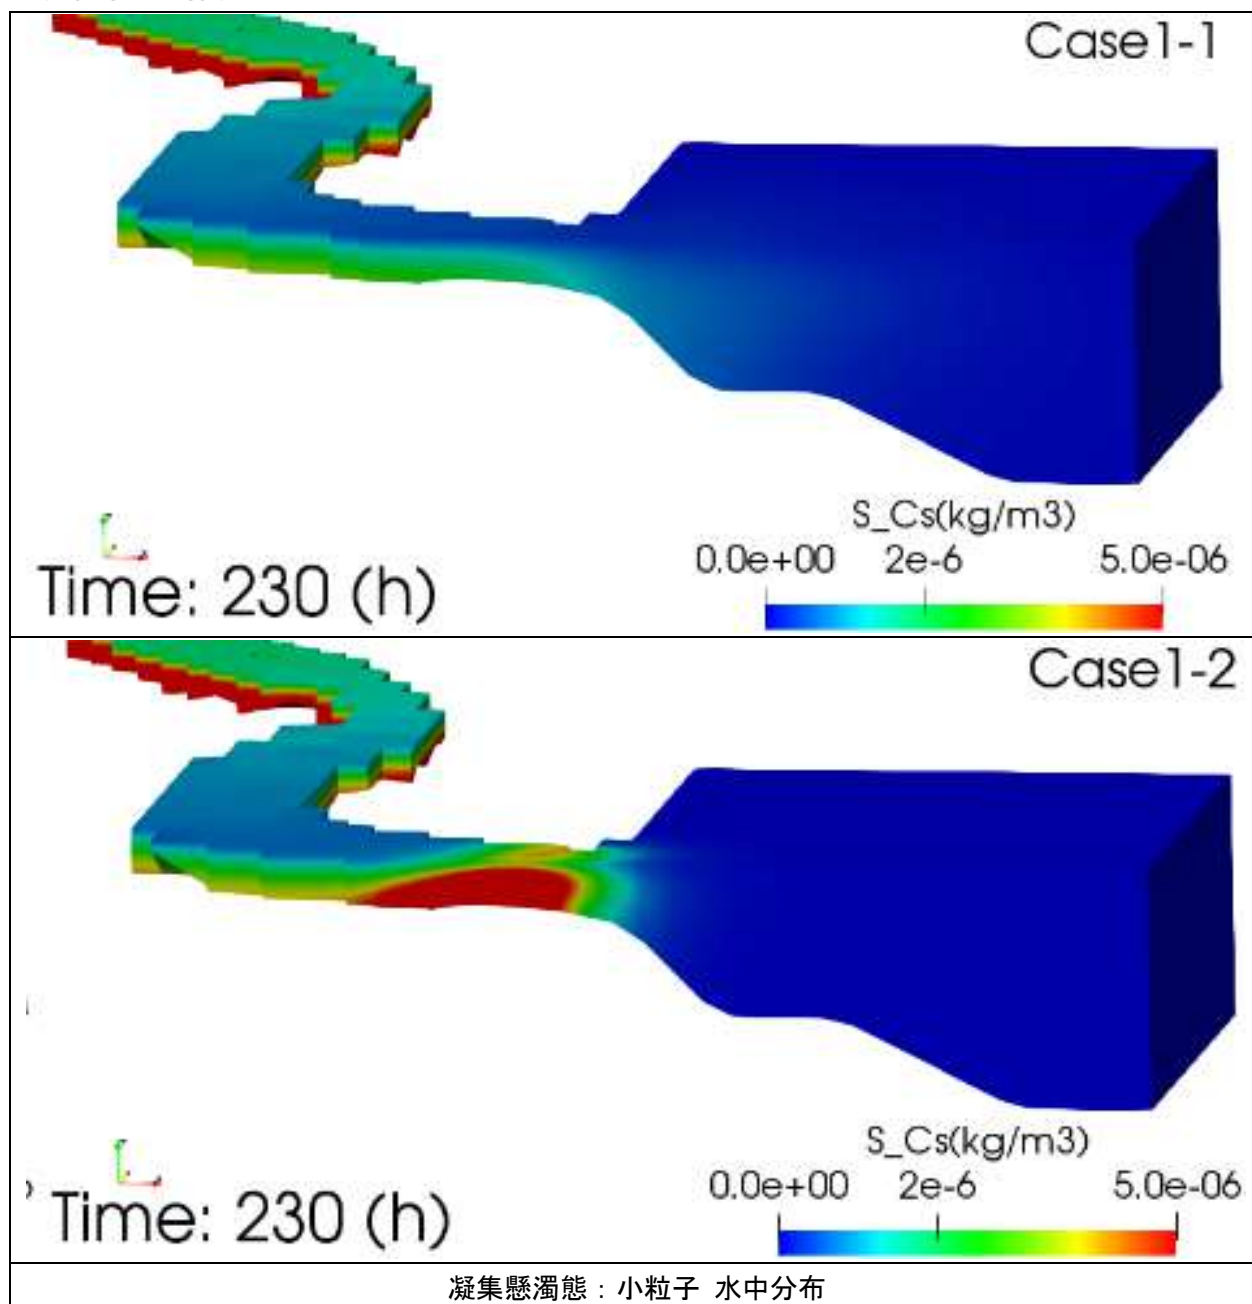 Case1-1
S_Cs(kg/m3)
0.0e+00 2e-6 5.0e-06
Time: 230 (h)
Case1-2
S_Cs(kg/m3)
0.0e+00 2e-6 5.0e-06
Time: 230 (h)
凝集懸濁態：小粒子 水中分布